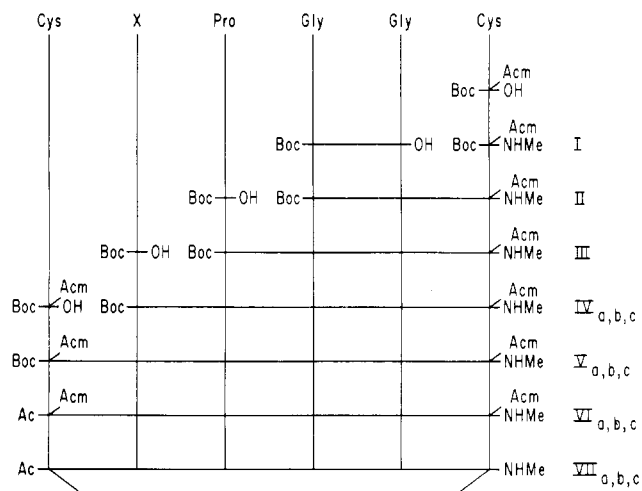 Cys X Pro Gly Gly Cys
Acm
Boc OH
Acm
Boc OH Boc NHMe I
Acm
Boc OH Boc NHMe II
Acm
Boc OH Boc NHMe III
Acm Acm
Boc OH Boc NHMe IV a,b,c
Acm Acm
Boc NHMe V a,b,c
Acm Acm
Ac NHMe VI a,b,c
Ac NHMe VII a,b,c